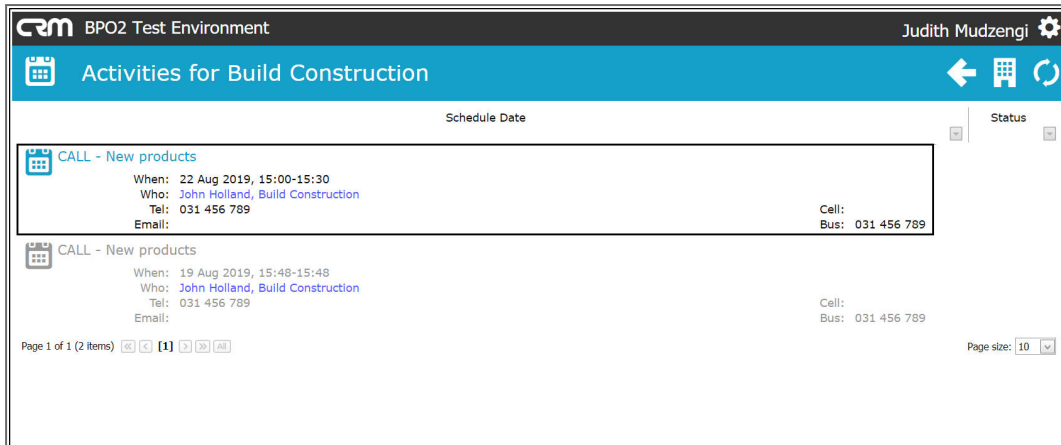 CRM BPO2 Test Environment Judith Mudzengi
Activities for Build Construction
Schedule Date Status
CALL - New products
When: 22 Aug 2019, 15:00-15:30
Who: John Holland, Build Construction
Tel: 031 456 789 Cell:
Email: Bus: 031 456 789
CALL - New products
When: 19 Aug 2019, 15:48-15:48
Who: John Holland, Build Construction
Tel: 031 456 789 Cell:
Email: Bus: 031 456 789
Page 1 of 1 (2 items) [1] All Page size: 10